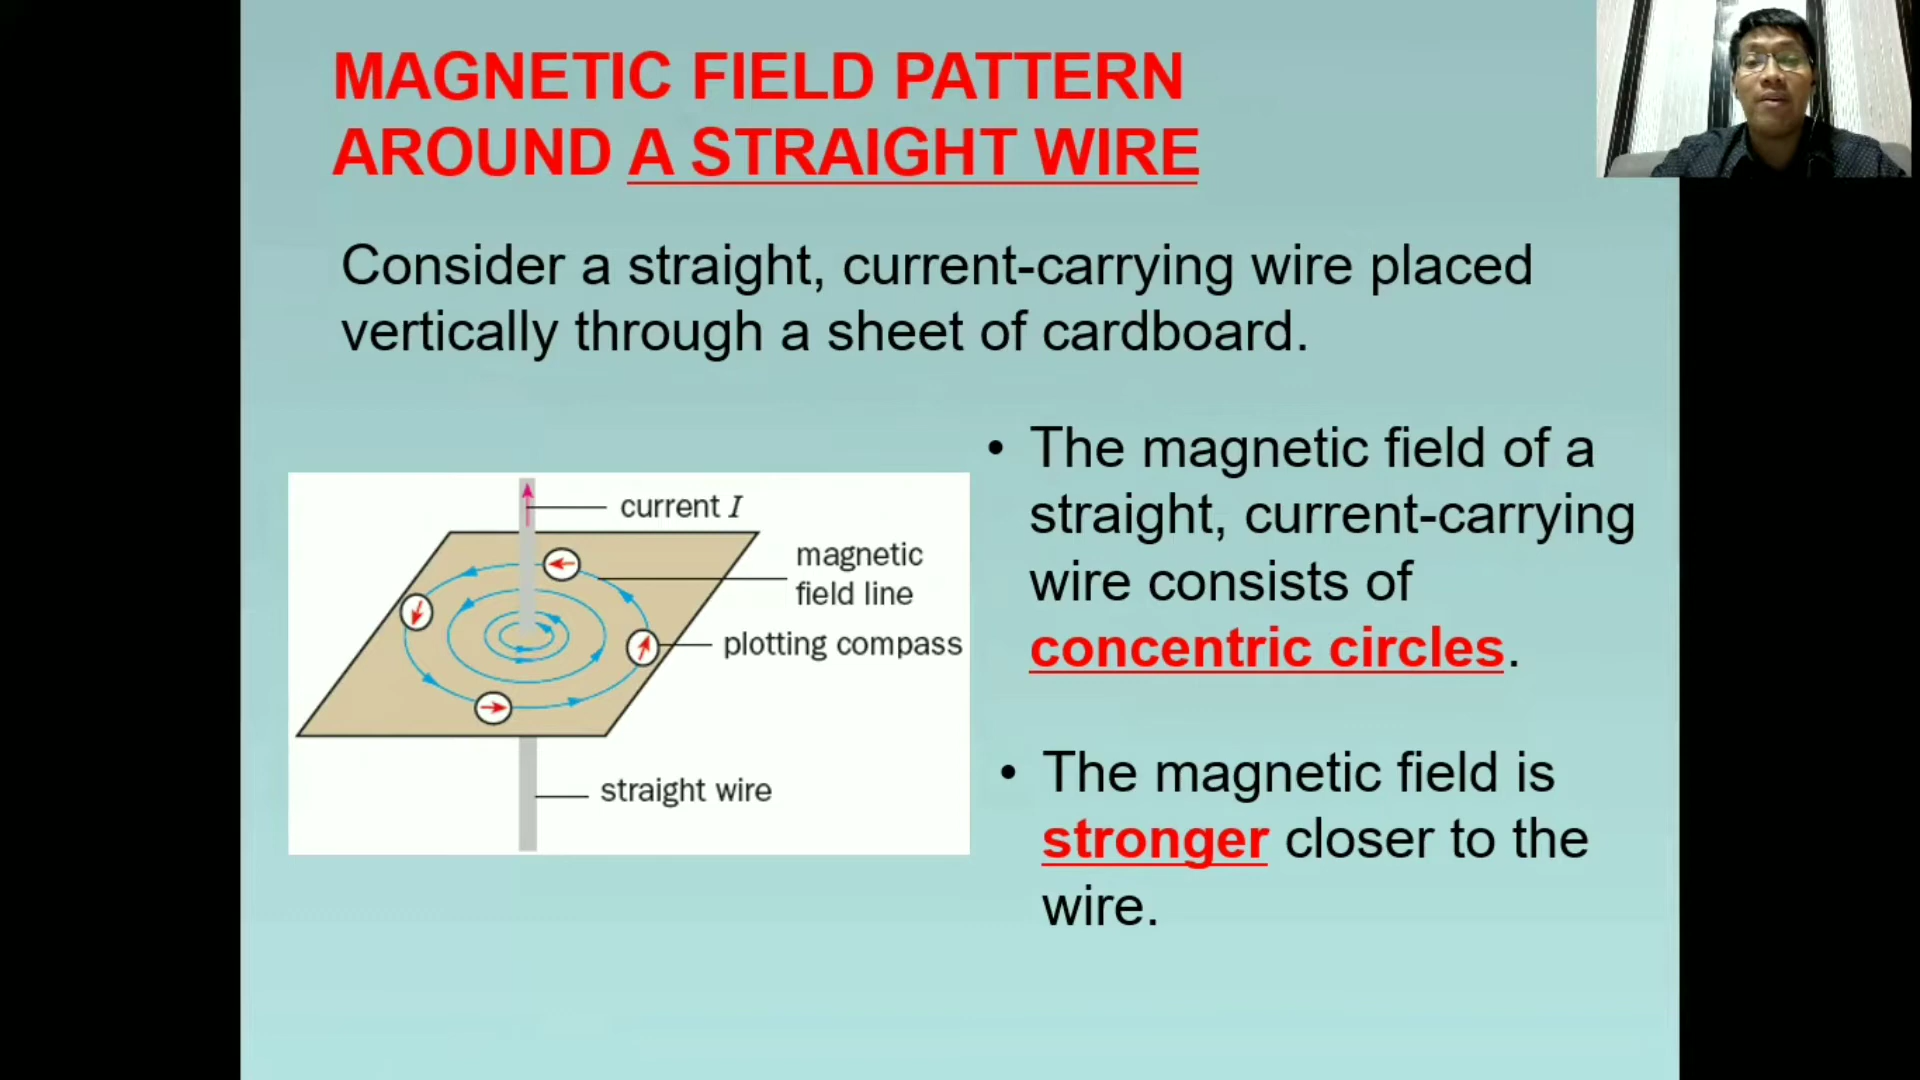 MAGNETIC FIELD PATTERN
AROUND A STRAIGHT WIRE
Consider a straight, current-carrying wire placed
vertically through a sheet of cardboard.
current I
magnetic
field line
plotting compass
straight wire
• The magnetic field of a
straight, current-carrying
wire consists of
concentric circles.
• The magnetic field is
stronger closer to the
wire.